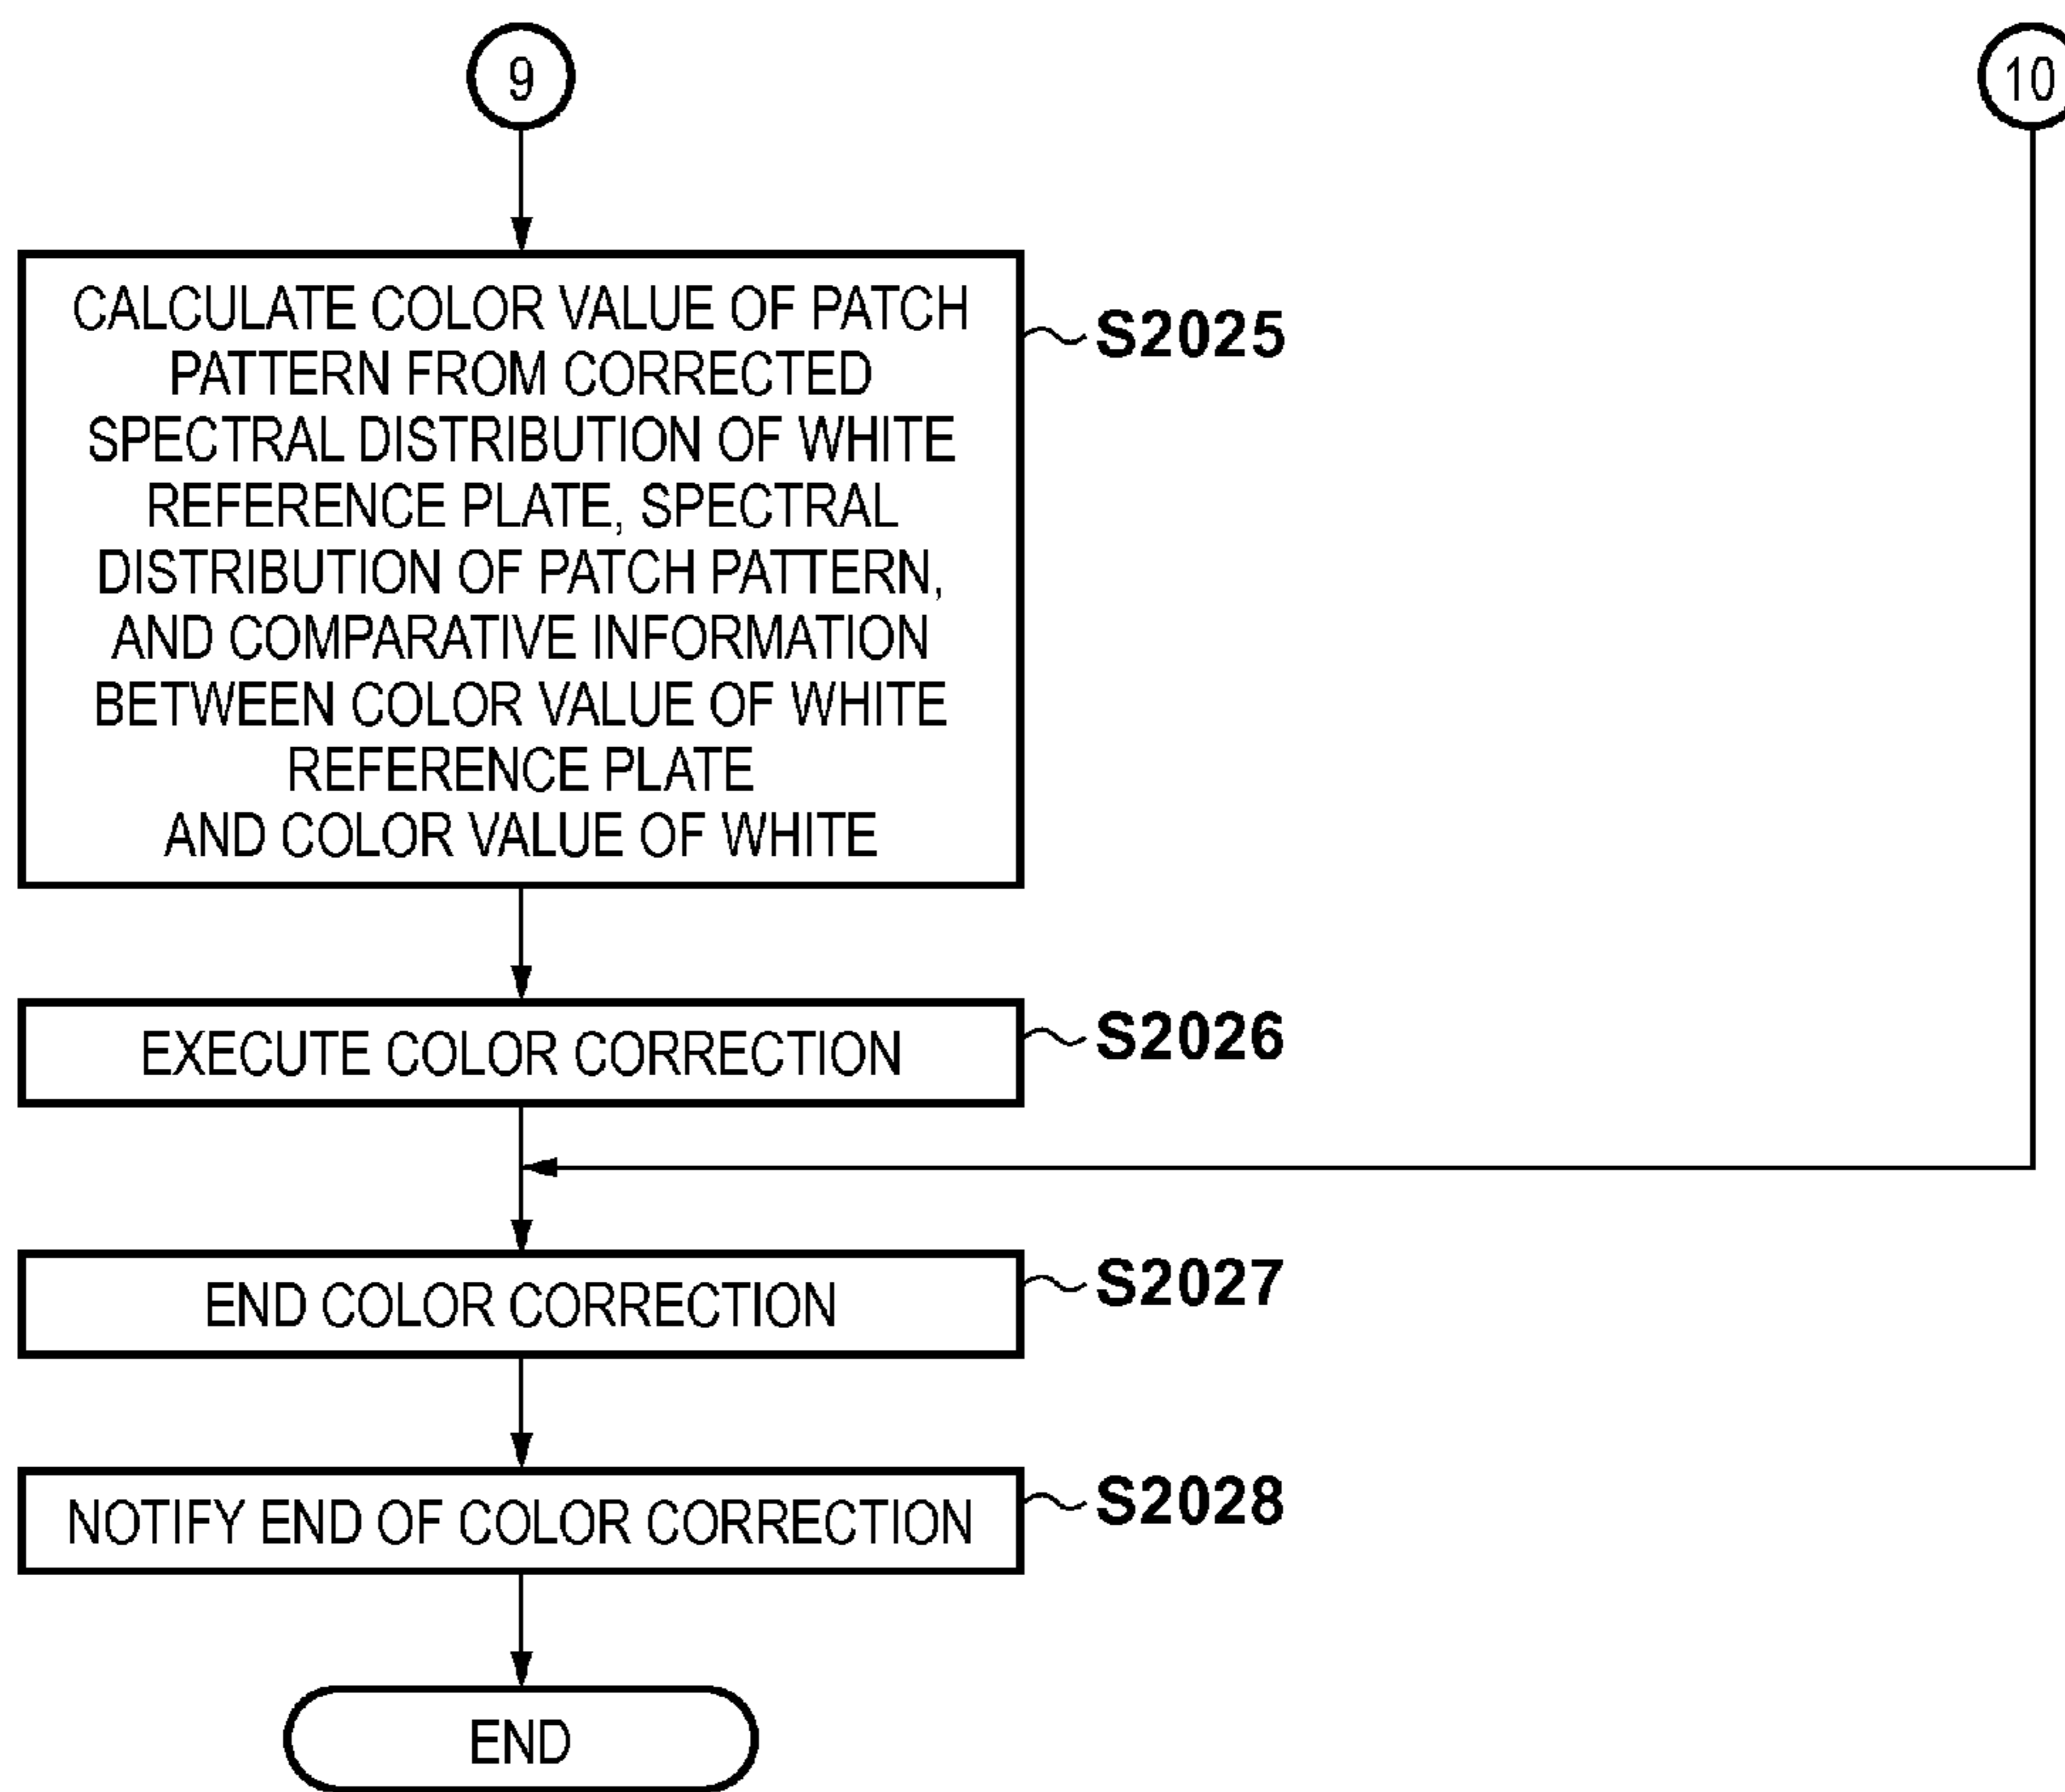 9
10
CALCULATE COLOR VALUE OF PATCH
PATTERN FROM CORRECTED
SPECTRAL DISTRIBUTION OF WHITE
REFERENCE PLATE, SPECTRAL
DISTRIBUTION OF PATCH PATTERN,
AND COMPARATIVE INFORMATION
BETWEEN COLOR VALUE OF WHITE
REFERENCE PLATE
AND COLOR VALUE OF WHITE
S2025
EXECUTE COLOR CORRECTION
S2026
END COLOR CORRECTION
S2027
NOTIFY END OF COLOR CORRECTION
S2028
END